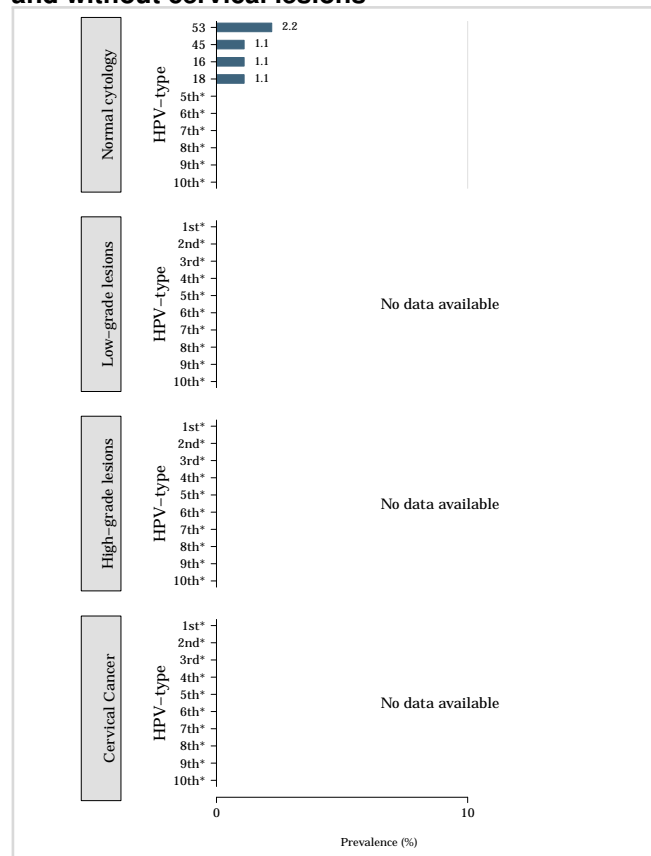 and without cervical lesions
Normal cytology
HPV−type
53 2.2
45 1.1
16 1.1
18 1.1
5th*
6th*
7th*
8th*
9th*
10th*
Low−grade lesions
HPV−type
1st*
2nd*
3rd*
4th*
5th*
6th*
7th*
8th*
9th*
10th*
No data available
High−grade lesions
HPV−type
1st*
2nd*
3rd*
4th*
5th*
6th*
7th*
8th*
9th*
10th*
No data available
Cervical Cancer
HPV−type
1st*
2nd*
3rd*
4th*
5th*
6th*
7th*
8th*
9th*
10th*
No data available
0 10
Prevalence (%)